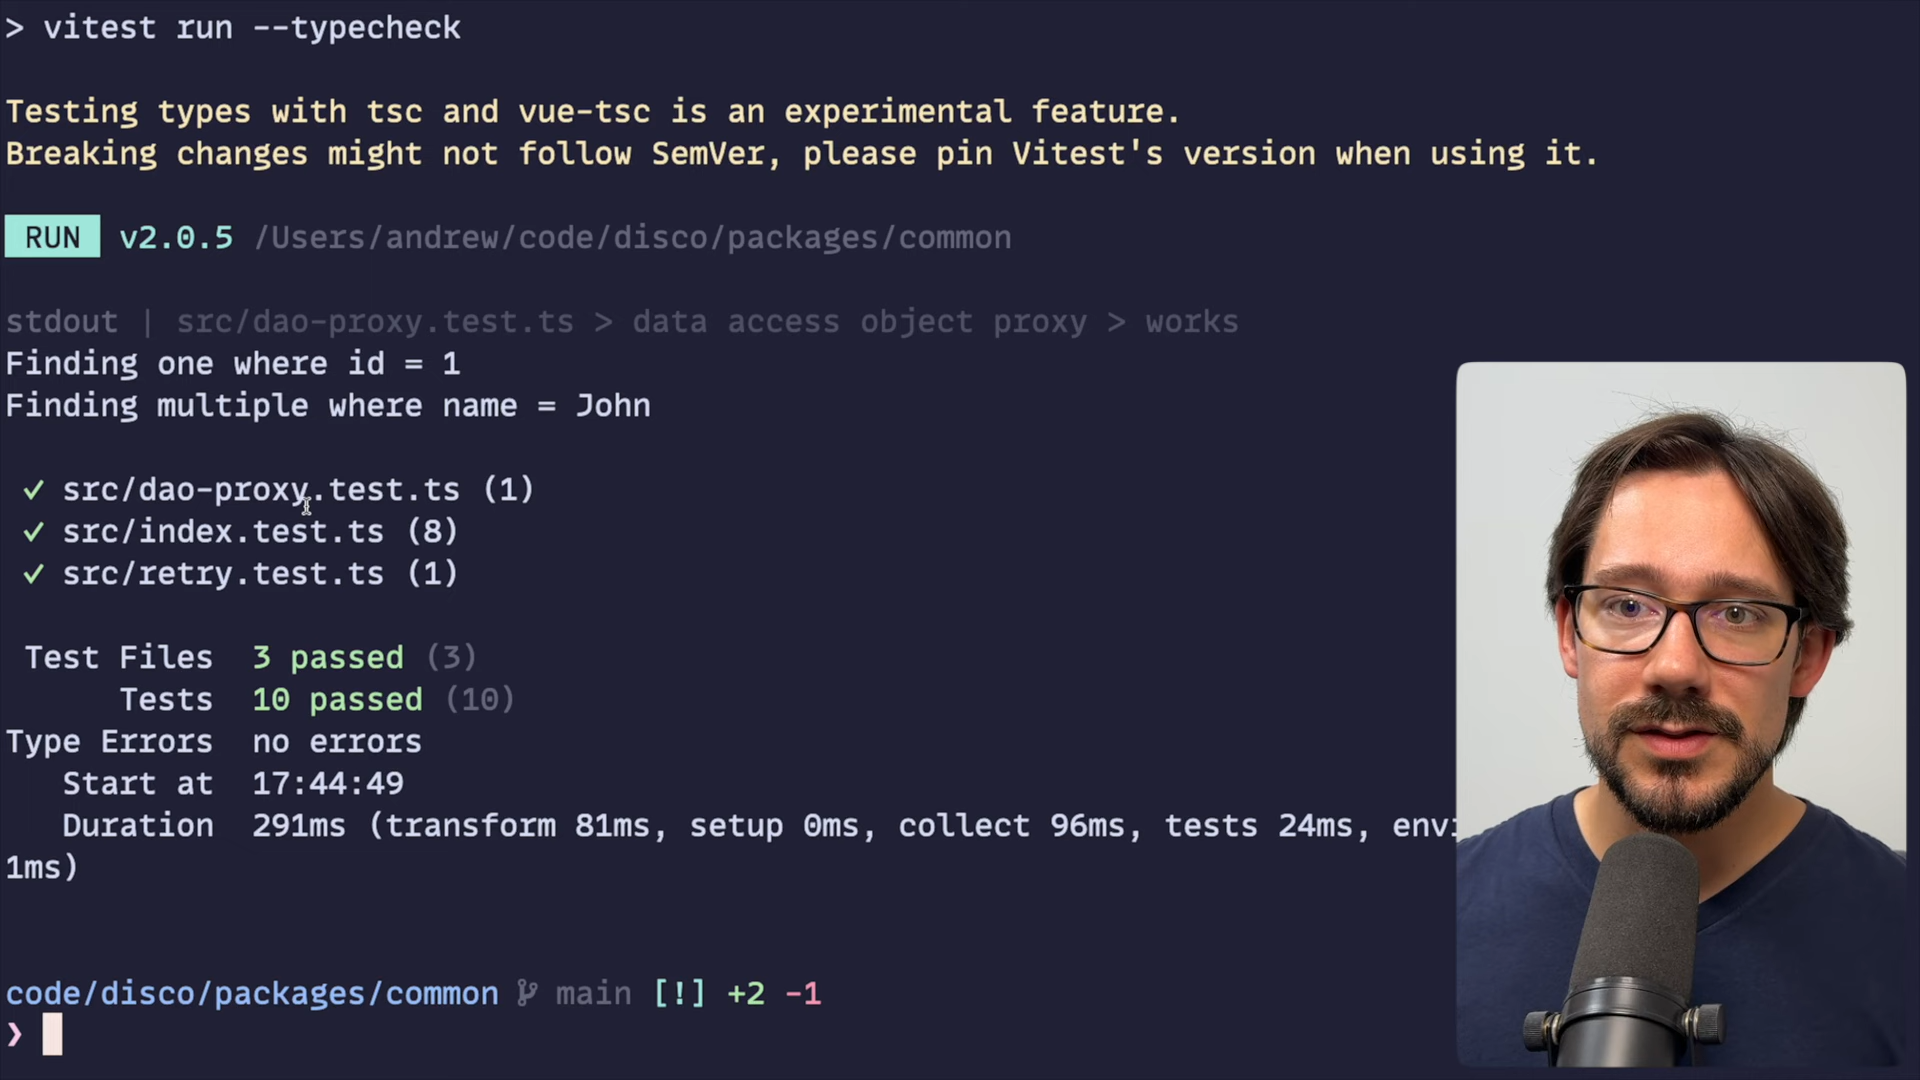 > vitest run --typecheck
Testing types with tsc and vue-tsc is an experimental feature.
Breaking changes might not follow SemVer, please pin Vitest's version when using it.
RUN v2.0.5 /Users/andrew/code/disco/packages/common
stdout | src/dao-proxy.test.ts > data access object proxy > works
Finding one where id = 1
Finding multiple where name = John
✓ src/dao-proxy.test.ts (1)
✓ src/index.test.ts (8)
✓ src/retry.test.ts (1)
Test Files 3 passed (3)
Tests 10 passed (10)
Type Errors no errors
Start at 17:44:49
Duration 291ms (transform 81ms, setup 0ms, collect 96ms, tests 24ms,
1ms)
code/disco/packages/common main [!] +2 -1
❯